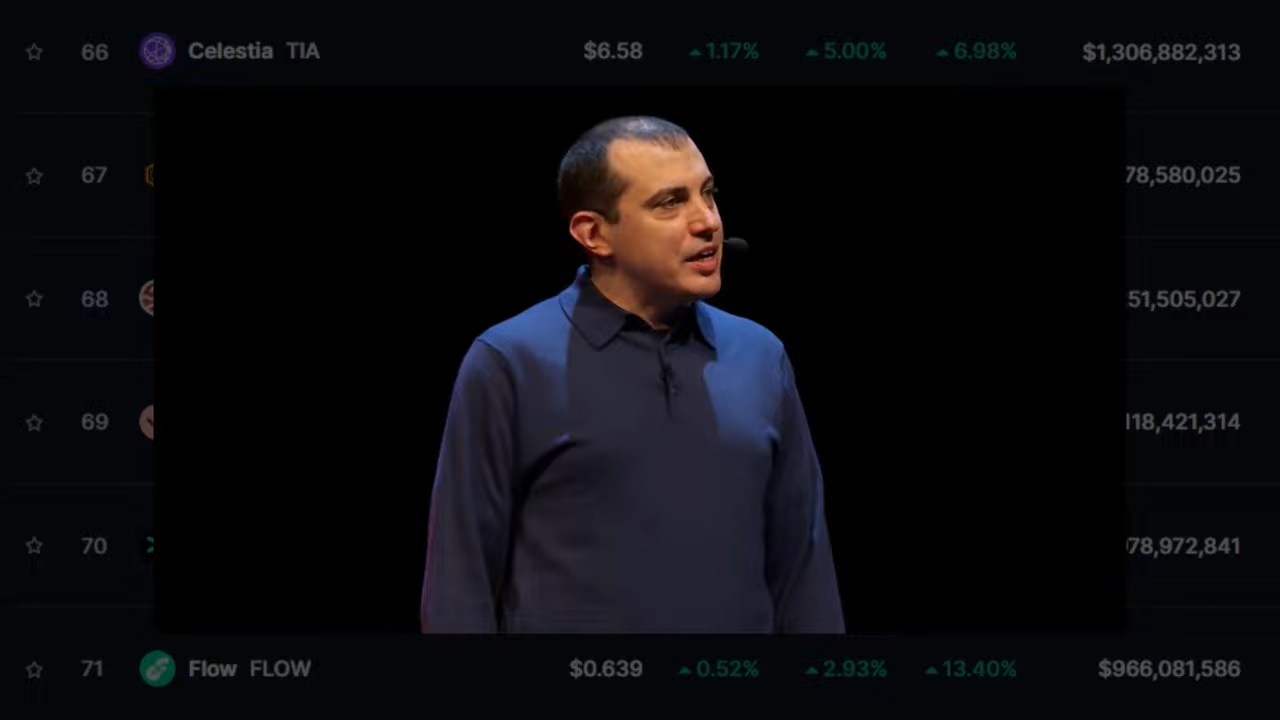 66 Celestia TIA $6.58 1.17% 5.00% 6.98% $1,306,882,313
67 78,580,025
68 51,505,027
69 118,421,314
70 78,972,841
71 Flow FLOW $0.639 0.52% 2.93% 13.40% $966,081,586